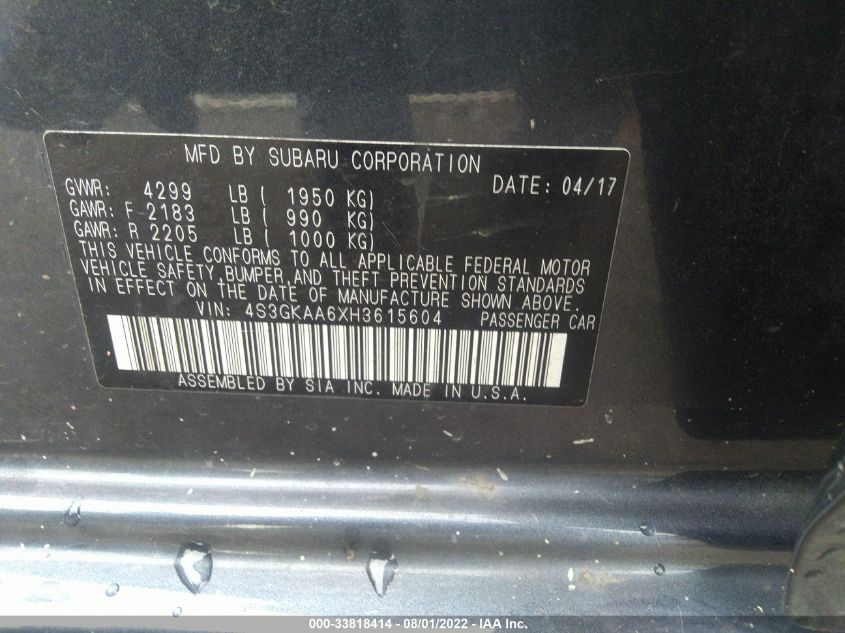 MFD BY SUBARU CORPORATION
GVWR: 4299 LB ( 1950 KG) DATE: 04/17
GAWR: F 2183 LB ( 990 KG)
GAWR: R 2205 LB ( 1000 KG)
THIS VEHICLE CONFORMS TO ALL APPLICABLE FEDERAL MOTOR
VEHICLE SAFETY, BUMPER, AND THEFT PREVENTION STANDARDS
IN EFFECT ON THE DATE OF MANUFACTURE SHOWN ABOVE.
VIN: 4S3GKAA6XH3615604 PASSENGER CAR
ASSEMBLED BY SIA INC. MADE IN U.S.A.
000-33818414 - 08/01/2022 - IAA Inc.